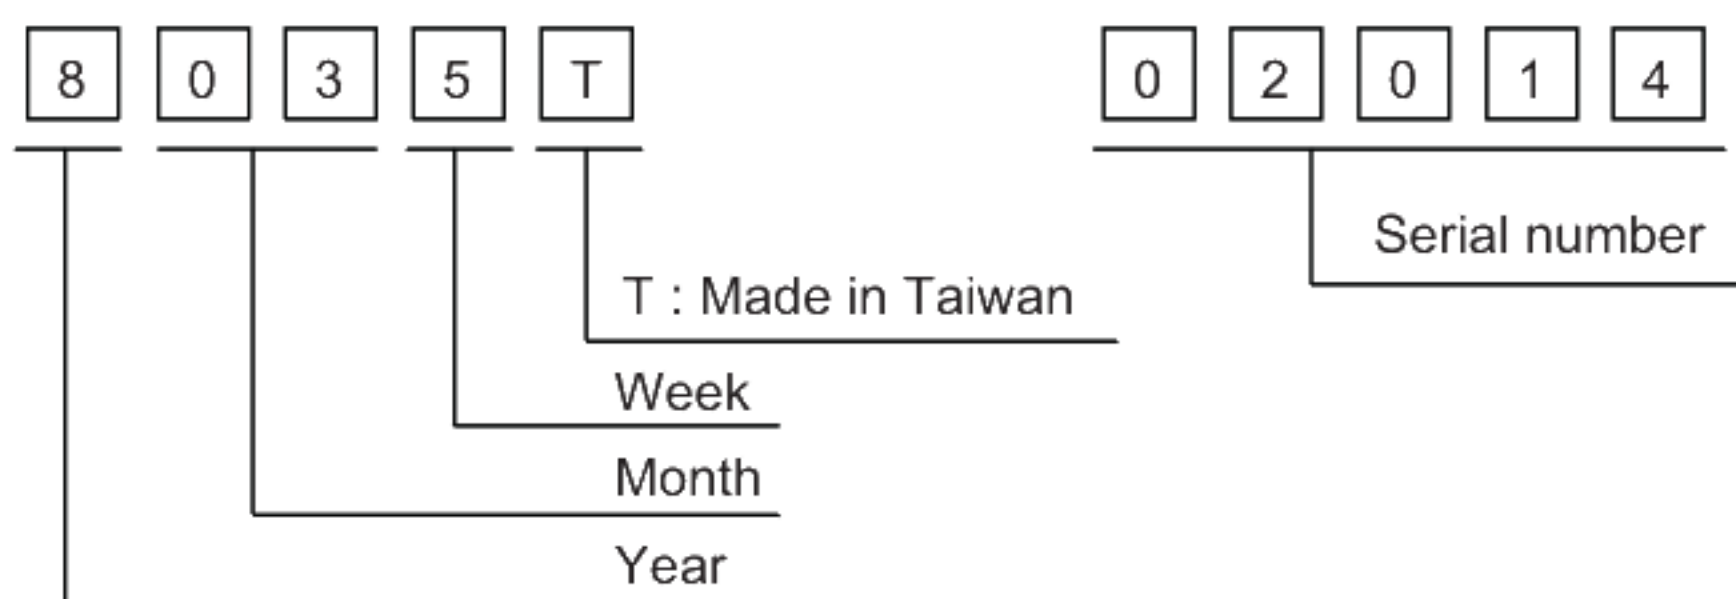 8 0 3 5 T 0 2 0 1 4
Serial number
T : Made in Taiwan
Week
Month
Year